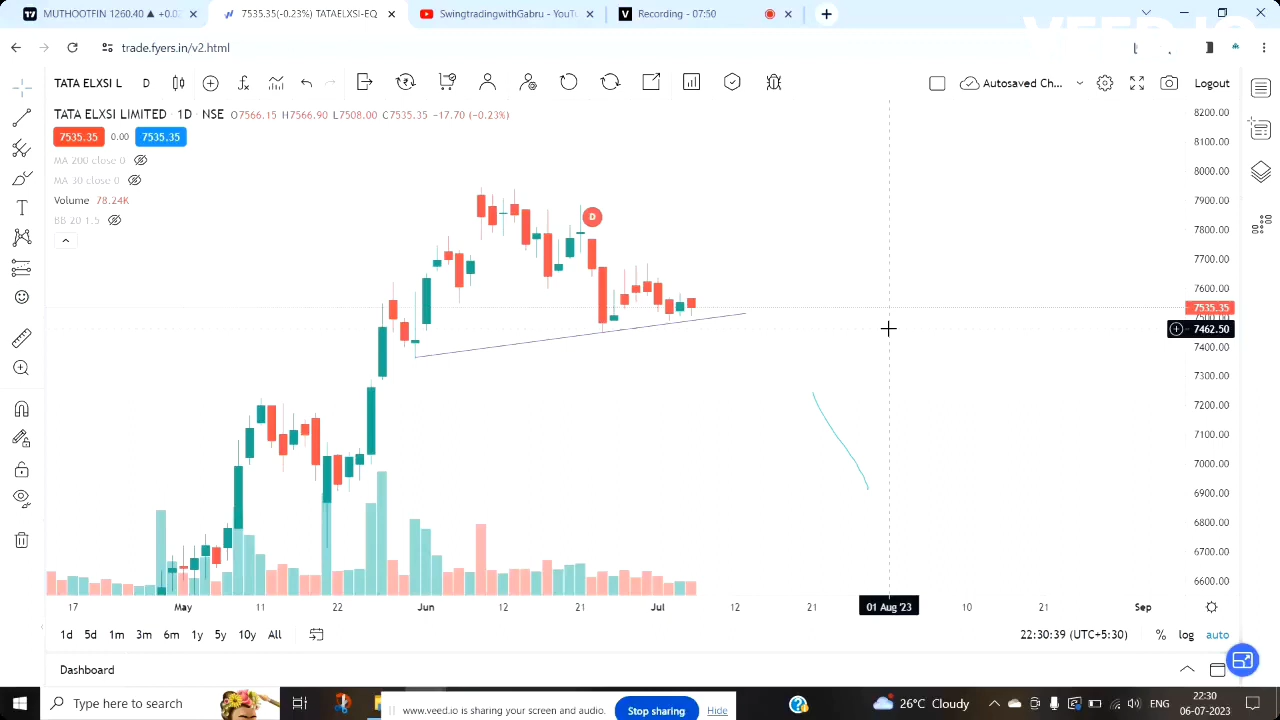 MUTHOOTFIN 1260.40 ▲ +0.0
7535.35(-0.23%) TATAELXSI-EQ
SwingtradingwithGabru - YouTu
Recording - 07:50
VEED.IO
trade.fyers.in/v2.html
TATA ELXSI L D
Autosaved Ch... Logout
TATA ELXSI LIMITED · 1D · NSE O7566.15 H7566.90 L7508.00 C7535.35 −17.70 (−0.23%)
7535.35 0.00 7535.35
MA 200 close 0
MA 30 close 0
Volume 78.24K
BB 20 1.5
D
8200.00
8100.00
8000.00
7900.00
7800.00
7700.00
7600.00
7535.35
7500.00
7462.50
7400.00
7300.00
7200.00
7100.00
7000.00
6900.00
6800.00
6700.00
6600.00
17 May 11 22 Jun 12 21 Jul 12 21 01 Aug '23 10 21 Sep
1d 5d 1m 3m 6m 1y 5y 10y All 22:30:39 (UTC+5:30) % log auto
Dashboard
Type here to search
www.veed.io is sharing your screen and audio. Stop sharing Hide
26°C Cloudy ENG 22:30
06-07-2023